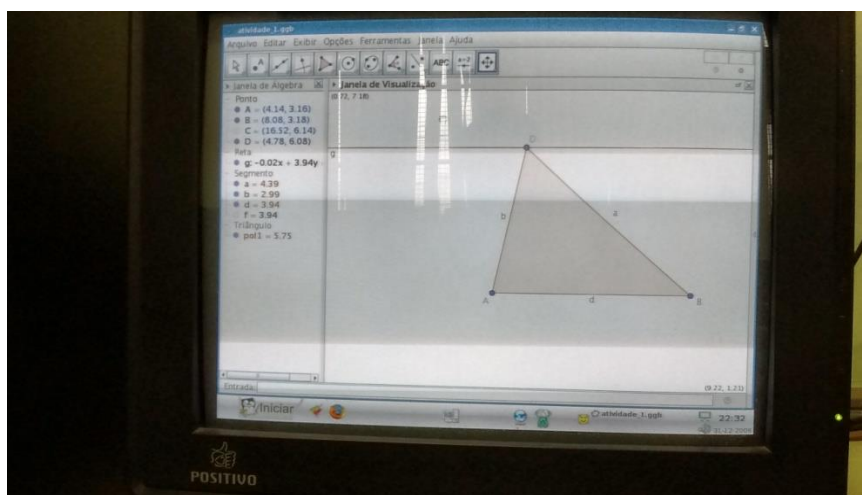 atividade_1.ggb
Arquivo Editar Exibir Opções Ferramentas Janela Ajuda
ABC
a=2
Janela de Álgebra
Janela de Visualização
Ponto
A = (4.14, 3.16)
B = (8.08, 3.18)
C = (16.52, 6.14)
D = (4.78, 6.08)
Reta
g: -0.02x + 3.94y
Segmento
a = 4.39
b = 2.99
d = 3.94
f = 3.94
Triângulo
pol1 = 5.75
g
D
b
a
A
d
B
Entrada:
Iniciar
atividade_1.ggb
22:32
POSITIVO